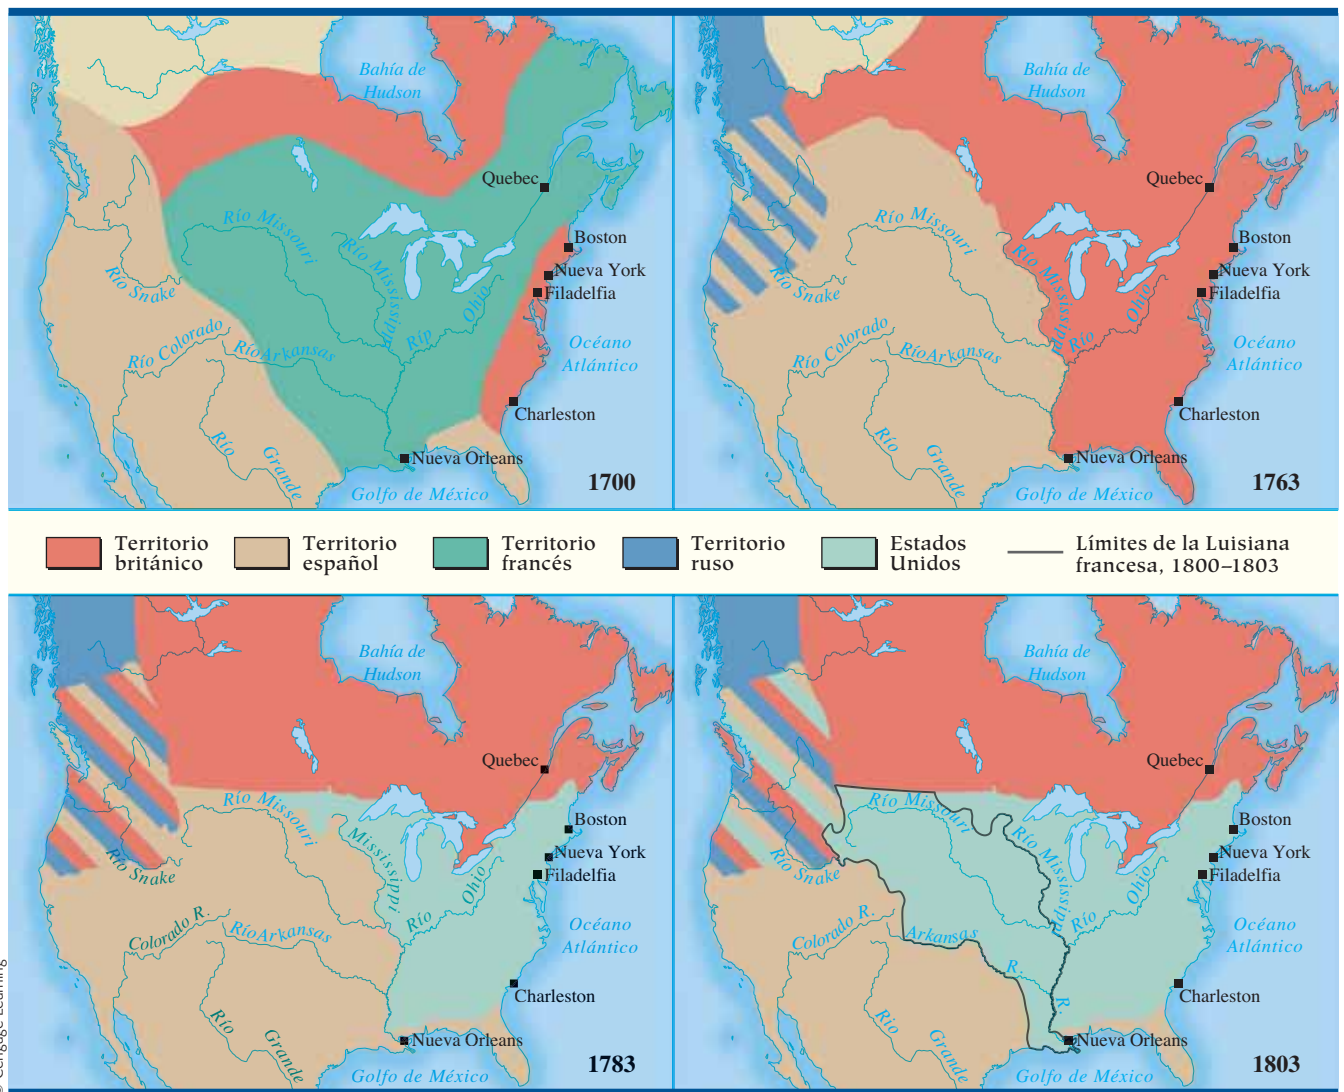 Bahía de
Hudson
Quebec
Río Missouri
Río Mississippi
Boston
Nueva York
Filadelfia
Río Snake
Rip Ohio
Océano
Atlántico
Río Colorado
Río Arkansas
Charleston
Río Grande
Nueva Orleans
Golfo de México
1700
Bahía de
Hudson
Quebec
Río Missouri
Río Mississippi
Boston
Nueva York
Filadelfia
Río Snake
Río Ohio
Océano
Atlántico
Río Colorado
Río Arkansas
Charleston
Río Grande
Nueva Orleans
Golfo de México
1763
Territorio
británico
Territorio
español
Territorio
francés
Territorio
ruso
Estados
Unidos
Límites de la Luisiana
francesa, 1800–1803
Bahía de
Hudson
Quebec
Río Missouri
Mississippi
Boston
Nueva York
Filadelfia
Río Snake
Río Ohio
Océano
Atlántico
Colorado R.
Río Arkansas
Charleston
Río Grande
Nueva Orleans
Golfo de México
1783
© Cengage Learning
Bahía de
Hudson
Quebec
Río Missouri
Río Mississippi R.
Boston
Nueva York
Filadelfia
Río Snake
Río Ohio
Océano
Atlántico
Colorado R.
Arkansas R.
Charleston
Rio Grande
Nueva Orleans
Golfo de México
1803